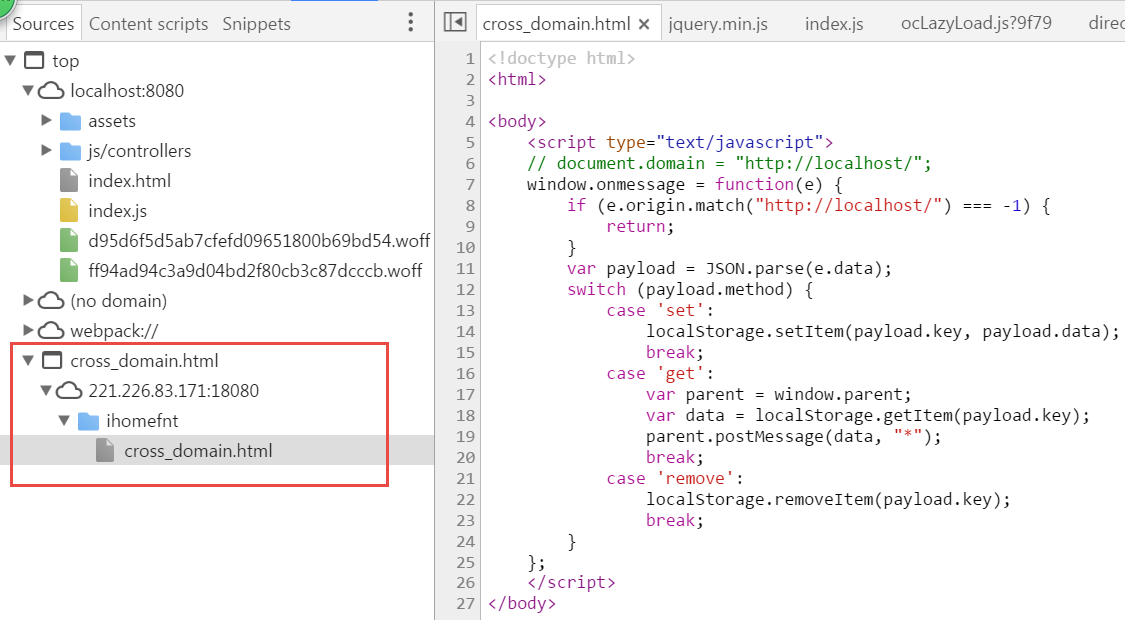 Sources Content scripts Snippets
top
localhost:8080
assets
js/controllers
index.html
index.js
d95d6f5d5ab7cfefd09651800b69bd54.woff
ff94ad94c3a9d04bd2f80cb3c87dcccb.woff
(no domain)
webpack://
cross_domain.html
221.226.83.171:18080
ihomefnt
cross_domain.html
cross_domain.html × jquery.min.js index.js ocLazyLoad.js?9f79 direc
1 <!doctype html>
2 <html>
3
4 <body>
5     <script type="text/javascript">
6     // document.domain = "http://localhost/";
7     window.onmessage = function(e) {
8         if (e.origin.match("http://localhost/") === -1) {
9             return;
10         }
11         var payload = JSON.parse(e.data);
12         switch (payload.method) {
13             case 'set':
14                 localStorage.setItem(payload.key, payload.data);
15                 break;
16             case 'get':
17                 var parent = window.parent;
18                 var data = localStorage.getItem(payload.key);
19                 parent.postMessage(data, "*");
20                 break;
21             case 'remove':
22                 localStorage.removeItem(payload.key);
23                 break;
24         }
25     };
26     </script>
27 </body>